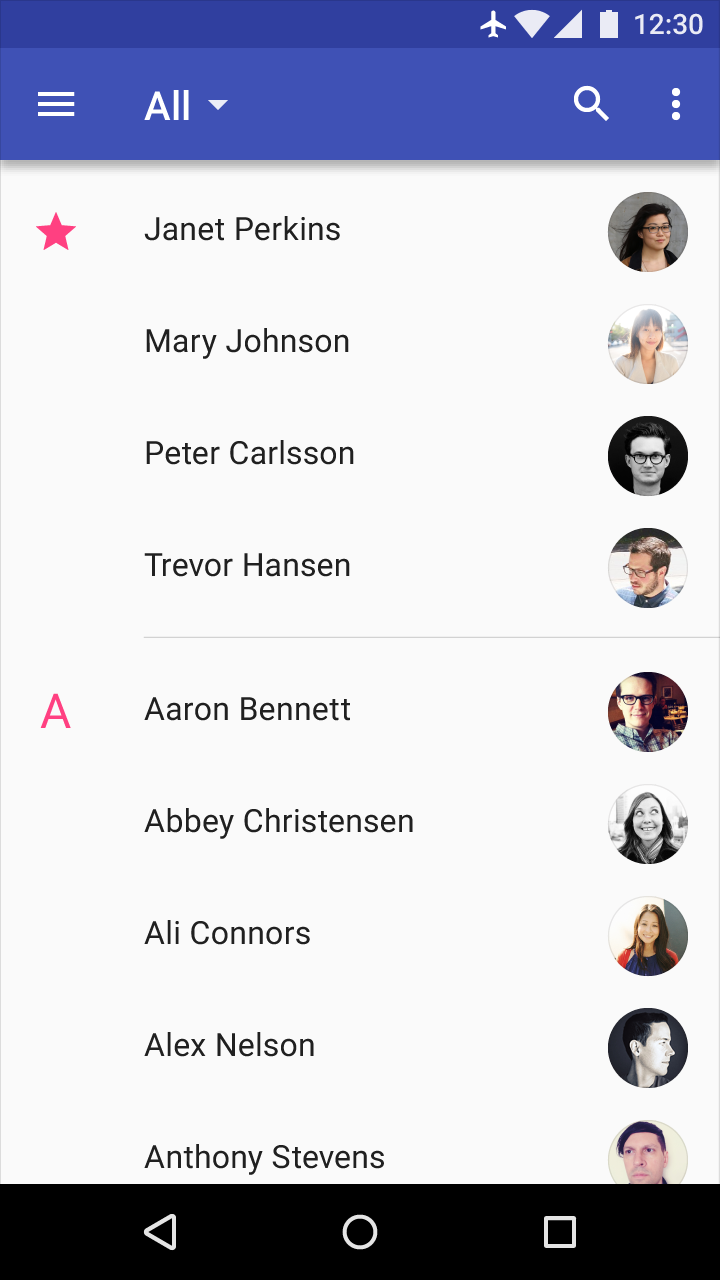 12:30
All
Janet Perkins
Mary Johnson
Peter Carlsson
Trevor Hansen
A
Aaron Bennett
Abbey Christensen
Ali Connors
Alex Nelson
Anthony Stevens